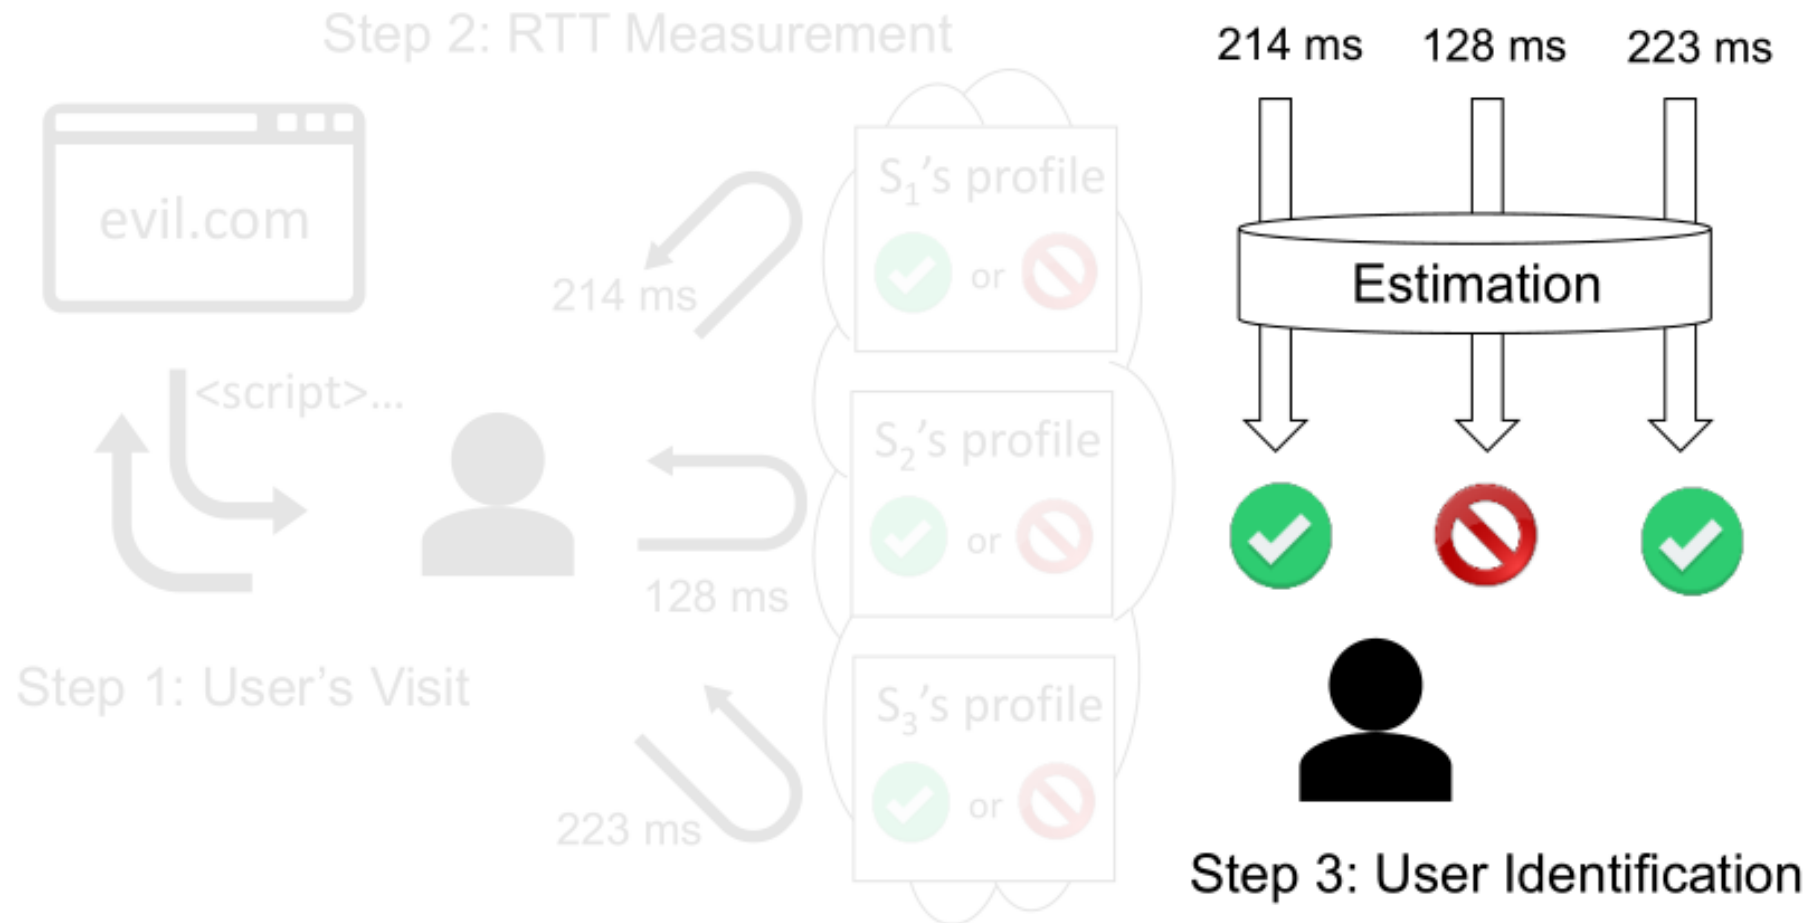 Step 2: RTT Measurement
214 ms 128 ms 223 ms
evil.com
S₁'s profile
or
214 ms
Estimation
<script>...
S₂'s profile
or
128 ms
Step 1: User's Visit
S₃'s profile
or
223 ms
Step 3: User Identification